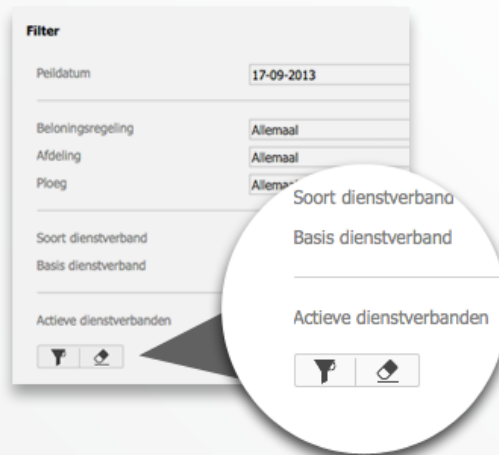 Filter
Peildatum 17-09-2013
Beloningsregeling Allemaal
Afdeling Allemaal
Ploeg Allemaal
Soort dienstverband
Basis dienstverband
Actieve dienstverbanden
Soort dienstverband
Basis dienstverband
Actieve dienstverbanden